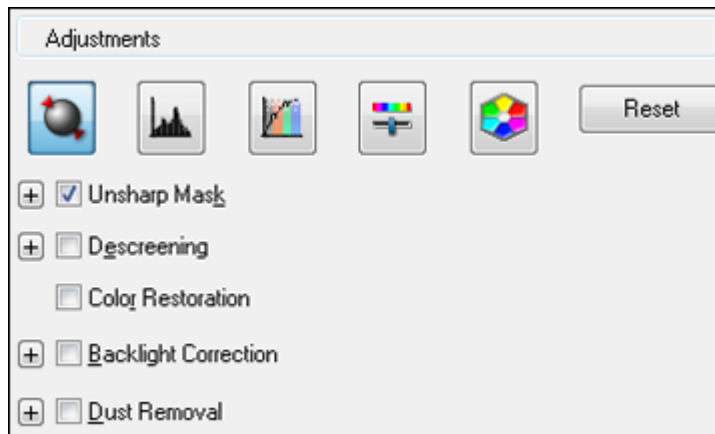 Adjustments
Reset
Unsharp Mask
Descreening
Color Restoration
Backlight Correction
Dust Removal